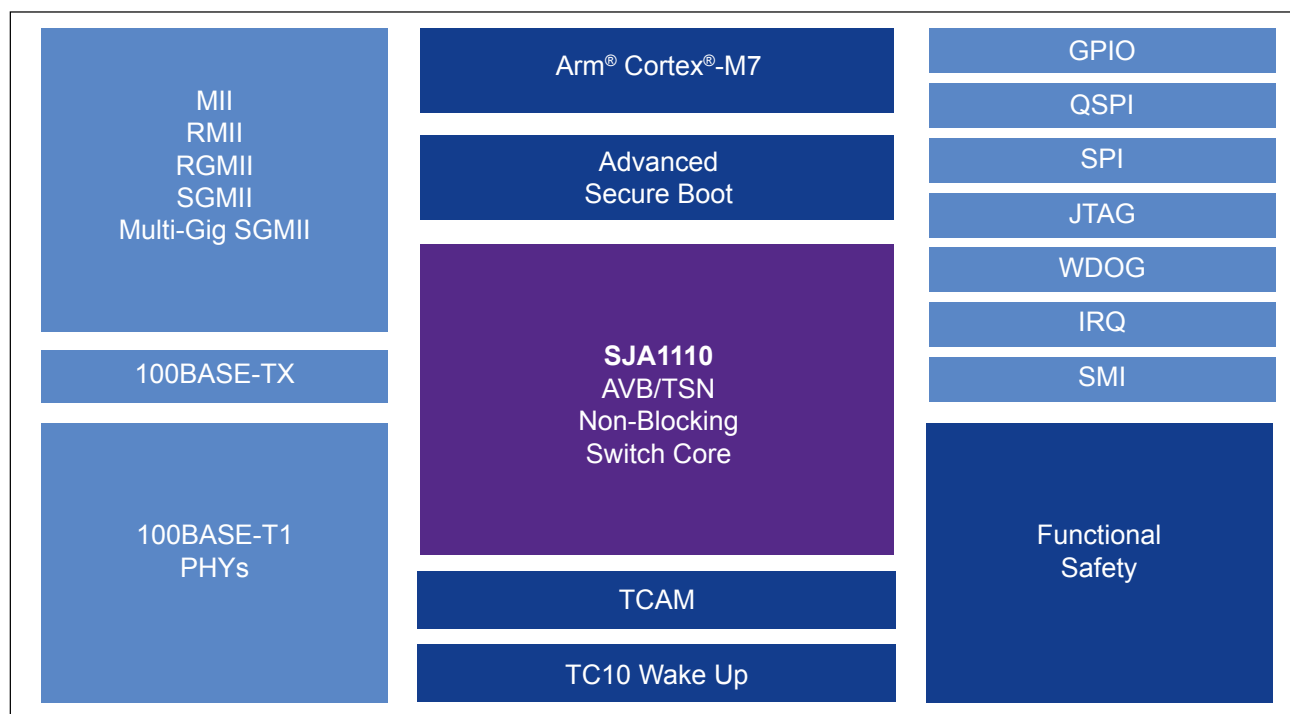 MII
RMII
RGMII
SGMII
Multi-Gig SGMII
100BASE-TX
100BASE-T1
PHYs
Arm® Cortex®-M7
Advanced
Secure Boot
SJA1110
AVB/TSN
Non-Blocking
Switch Core
TCAM
TC10 Wake Up
GPIO
QSPI
SPI
JTAG
WDOG
IRQ
SMI
Functional
Safety